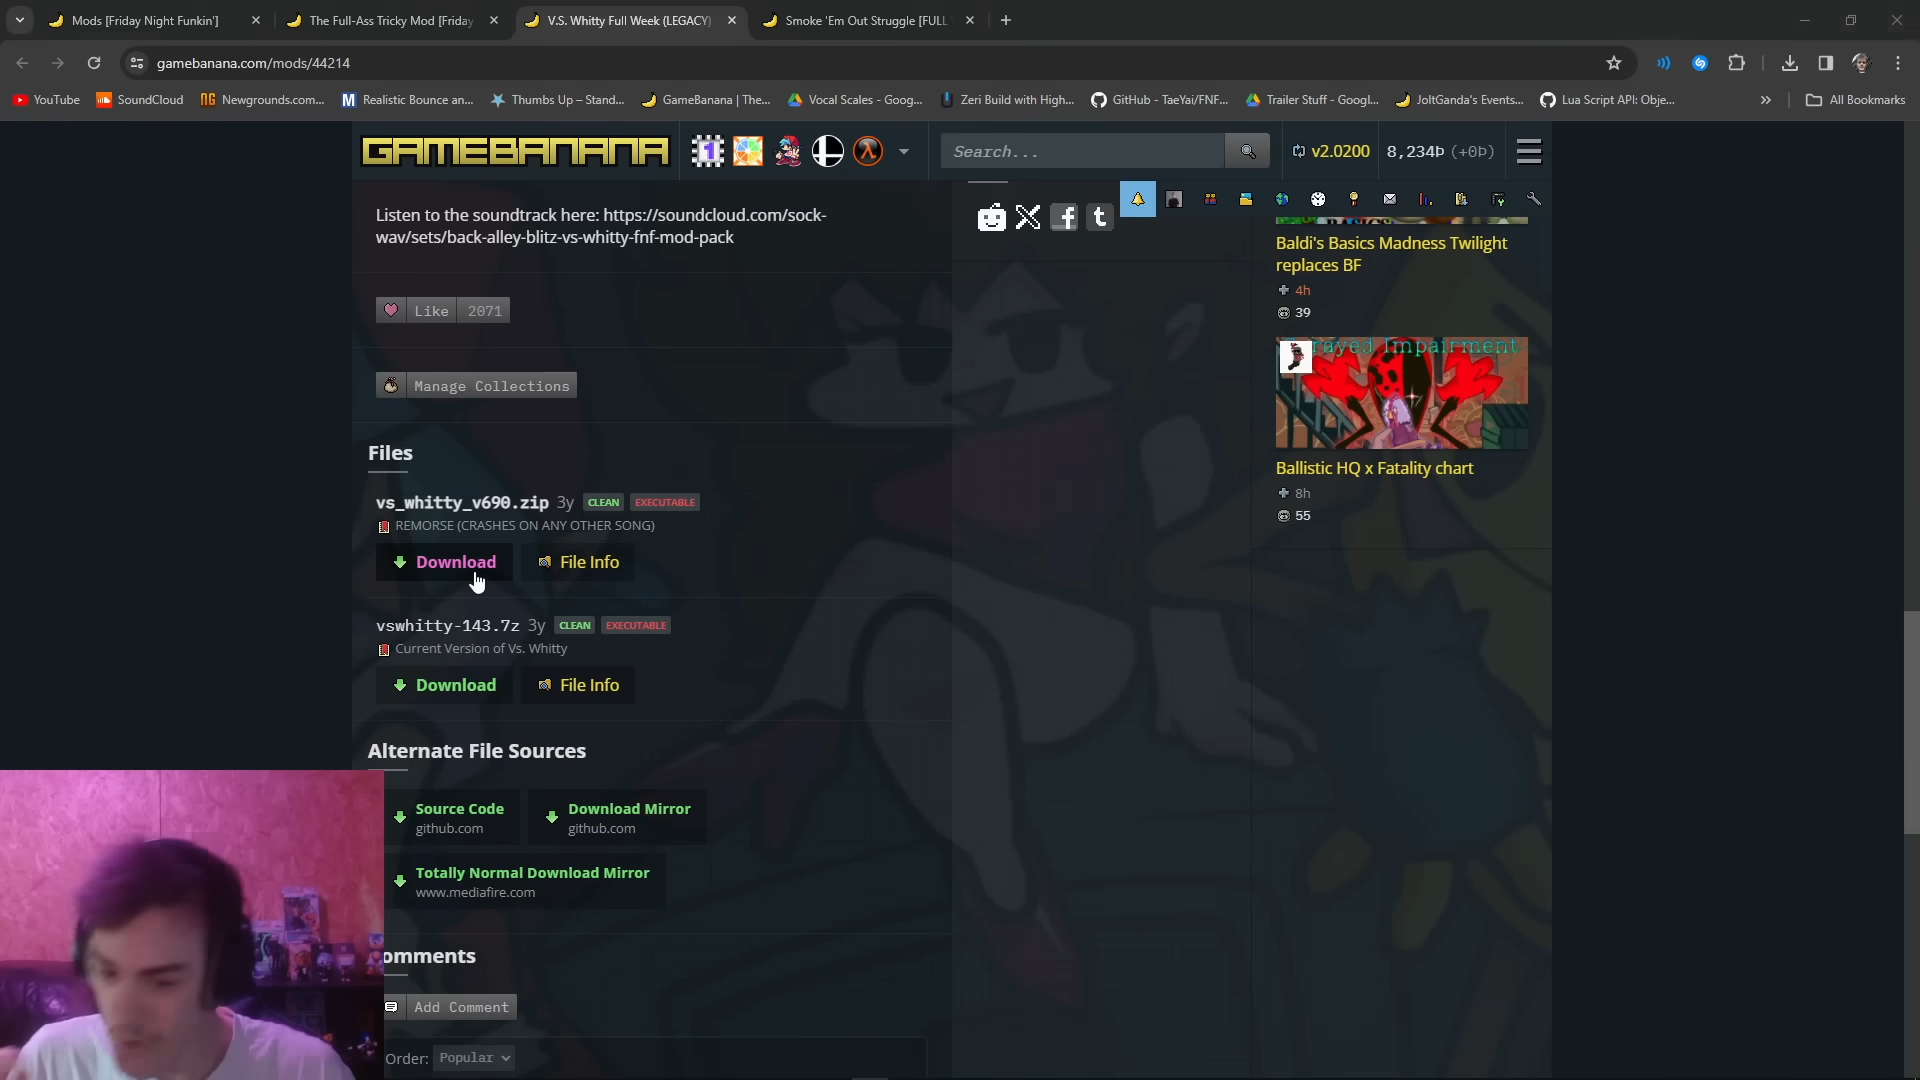 Mods [Friday Night Funkin']
The Full-Ass Tricky Mod [Friday
V.S. Whitty Full Week (LEGACY)
Smoke 'Em Out Struggle [FULL
gamebanana.com/mods/44214
YouTube
SoundCloud
Newgrounds.com...
Realistic Bounce an...
Thumbs Up – Stand...
GameBanana | The...
Vocal Scales - Goog...
Zeri Build with High...
GitHub - TaeYai/FNF...
Trailer Stuff - Googl...
JoltGanda's Events...
Lua Script API: Obje...
All Bookmarks
GAMEBANANA
Search...
v2.0200
8,234Þ (+0Þ)
Listen to the soundtrack here: https://soundcloud.com/sock-
wav/sets/back-alley-blitz-vs-whitty-fnf-mod-pack
Like 2071
Manage Collections
Files
vs_whitty_v690.zip 3y CLEAN EXECUTABLE
REMORSE (CRASHES ON ANY OTHER SONG)
Download
File Info
vswhitty-143.7z 3y CLEAN EXECUTABLE
Current Version of Vs. Whitty
Download
File Info
Alternate File Sources
Source Code
github.com
Download Mirror
github.com
Totally Normal Download Mirror
www.mediafire.com
omments
Add Comment
Order: Popular
Baldi's Basics Madness Twilight
replaces BF
4h
39
rayed Impairment
Ballistic HQ x Fatality chart
8h
55